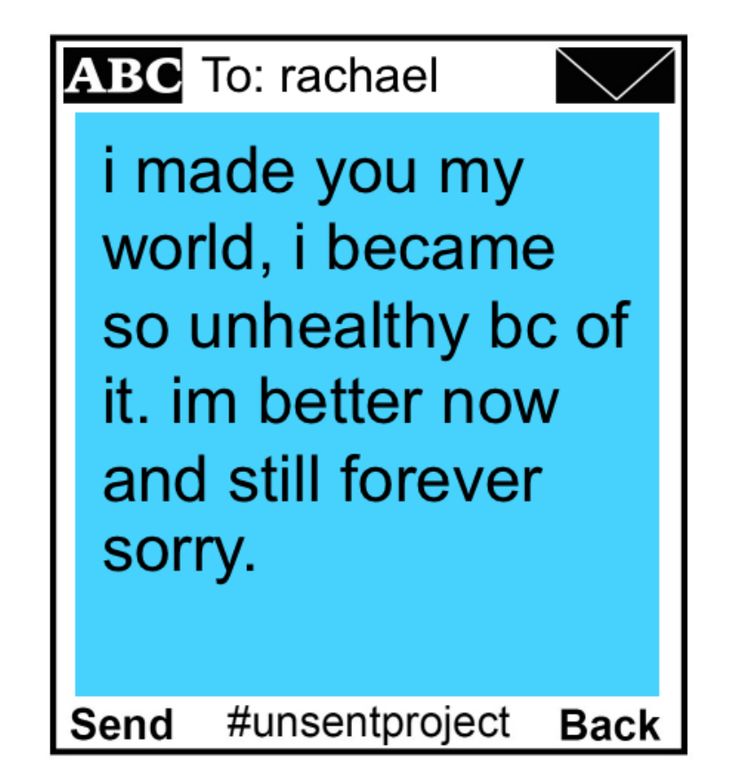 ABC To: rachael
i made you my
world, i became
so unhealthy bc of
it. im better now
and still forever
sorry.
Send #unsentproject Back